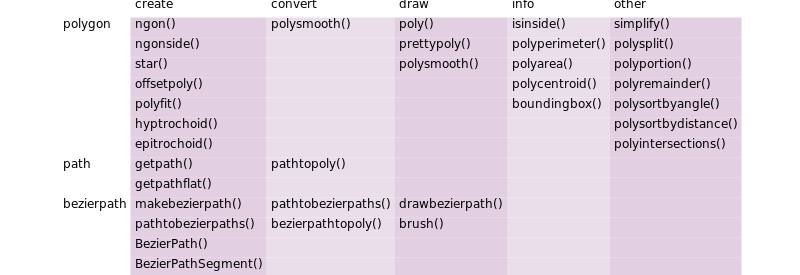 create convert draw info other
polygon ngon() polysmooth() poly() isinside() simplify()
ngonside() prettypoly() polyperimeter() polysplit()
star() polysmooth() polyarea() polyportion()
offsetpoly() polycentroid() polyremainder()
polyfit() boundingbox() polysortbyangle()
hyptrochoid() polysortbydistance()
epitrochoid() polyintersections()
path getpath() pathtopoly()
getpathflat()
bezierpath makebezierpath() pathtobezierpaths() drawbezierpath()
pathtobezierpaths() bezierpathtopoly() brush()
BezierPath()
BezierPathSegment()